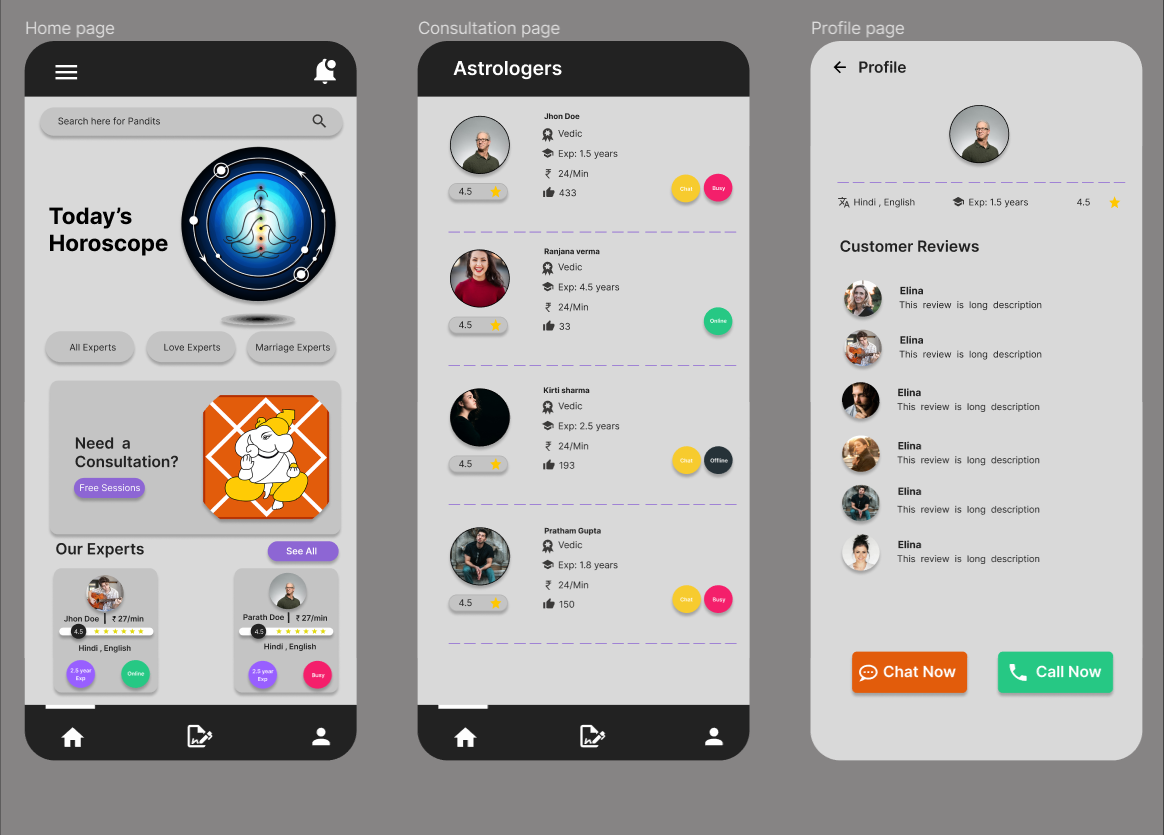 Home page
Search here for Pandits
Today's
Horoscope
All Experts
Love Experts
Marriage Experts
Need a
Consultation?
Free Sessions
Our Experts
See All
Jhon Doe | ₹ 27/min
4.5
Hindi , English
2.5 year
Exp
Online
Parath Doe | ₹ 27/min
4.5
Hindi , English
2.5 year
Exp
Busy
Consultation page
Astrologers
Jhon Doe
Vedic
Exp: 1.5 years
₹ 24/Min
433
4.5
Chat
Busy
Ranjana verma
Vedic
Exp: 4.5 years
₹ 24/Min
33
4.5
Online
Kirti sharma
Vedic
Exp: 2.5 years
₹ 24/Min
193
4.5
Chat
Offline
Pratham Gupta
Vedic
Exp: 1.8 years
₹ 24/Min
150
4.5
Chat
Busy
Profile page
Profile
Hindi , English
Exp: 1.5 years
4.5
Customer Reviews
Elina
This review is long description
Elina
This review is long description
Elina
This review is long description
Elina
This review is long description
Elina
This review is long description
Elina
This review is long description
Chat Now
Call Now